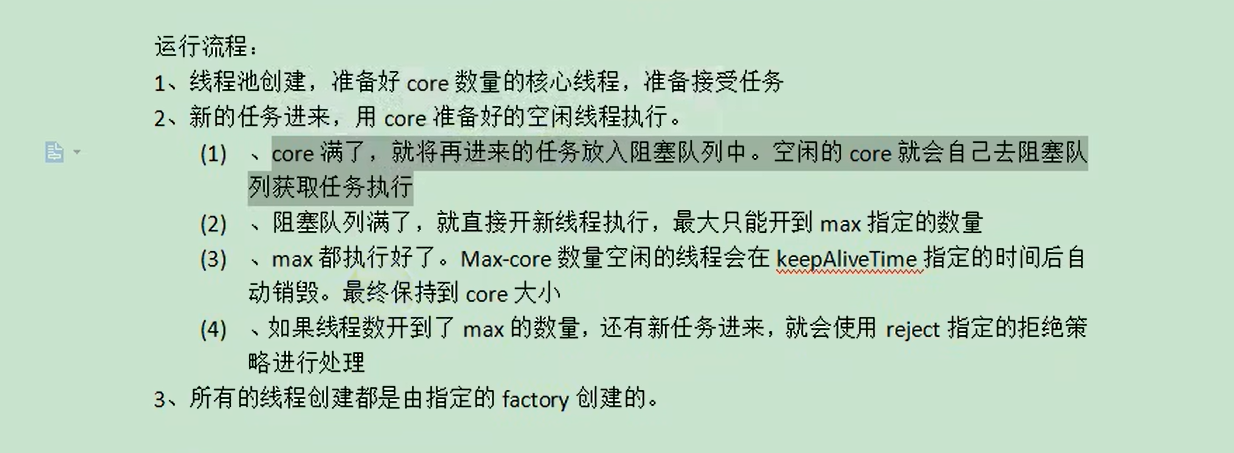 运行流程：
1、线程池创建，准备好 core 数量的核心线程，准备接受任务
2、新的任务进来，用 core 准备好的空闲线程执行。
(1) 、core 满了，就将再进来的任务放入阻塞队列中。空闲的 core 就会自己去阻塞队
列获取任务执行
(2) 、阻塞队列满了，就直接开新线程执行，最大只能开到 max 指定的数量
(3) 、max 都执行好了。Max-core 数量空闲的线程会在 keepAliveTime 指定的时间后自
动销毁。最终保持到 core 大小
(4) 、如果线程数开到了 max 的数量，还有新任务进来，就会使用 reject 指定的拒绝策
略进行处理
3、所有的线程创建都是由指定的 factory 创建的。